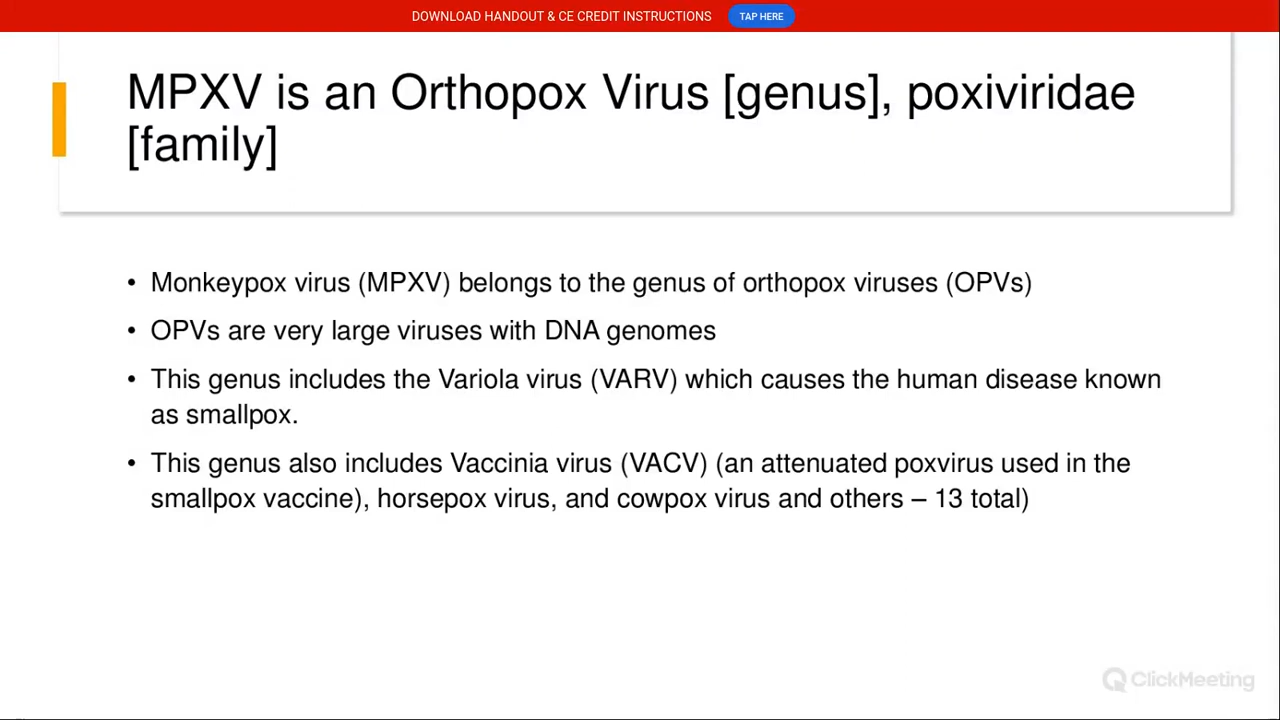 DOWNLOAD HANDOUT & CE CREDIT INSTRUCTIONS TAP HERE
MPXV is an Orthopox Virus [genus], poxiviridae
[family]
• Monkeypox virus (MPXV) belongs to the genus of orthopox viruses (OPVs)
• OPVs are very large viruses with DNA genomes
• This genus includes the Variola virus (VARV) which causes the human disease known
as smallpox.
• This genus also includes Vaccinia virus (VACV) (an attenuated poxvirus used in the
smallpox vaccine), horsepox virus, and cowpox virus and others – 13 total)
ClickMeeting